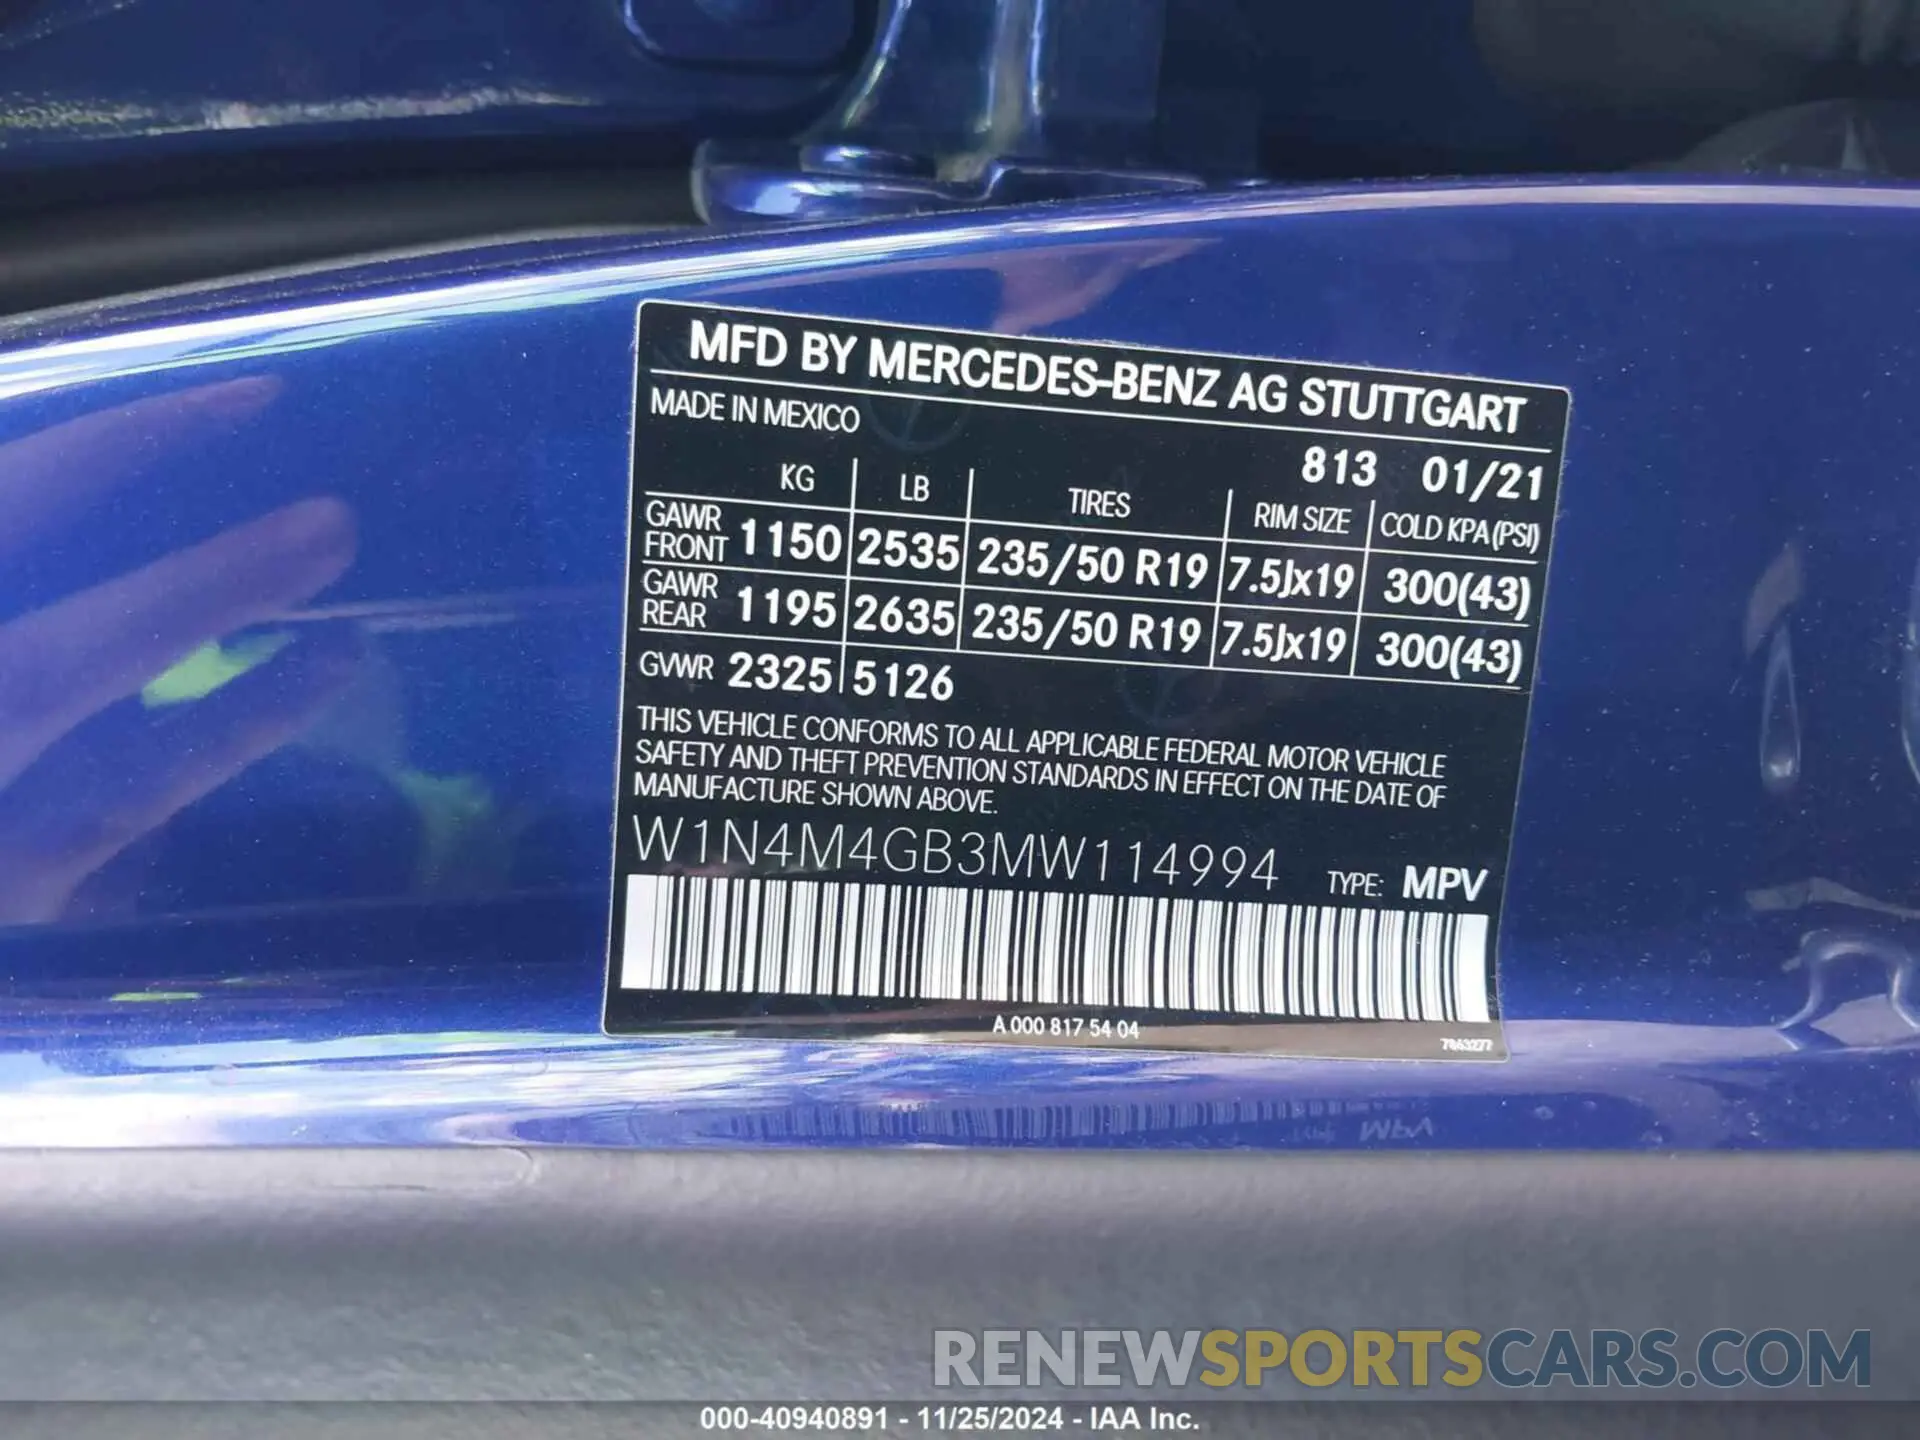 MFD BY MERCEDES-BENZ AG STUTTGART
MADE IN MEXICO
813 01/21
KG LB TIRES RIM SIZE COLD KPA(PSI)
GAWR FRONT 1150 2535 235/50 R19 7.5Jx19 300(43)
GAWR REAR 1195 2635 235/50 R19 7.5Jx19 300(43)
GVWR 2325 5126
THIS VEHICLE CONFORMS TO ALL APPLICABLE FEDERAL MOTOR VEHICLE
SAFETY AND THEFT PREVENTION STANDARDS IN EFFECT ON THE DATE OF
MANUFACTURE SHOWN ABOVE.
W1N4M4GB3MW114994 TYPE: MPV
A 000 817 54 04
7863277
RENEWSPORTSCARS.COM
000-40940891 - 11/25/2024 - IAA Inc.